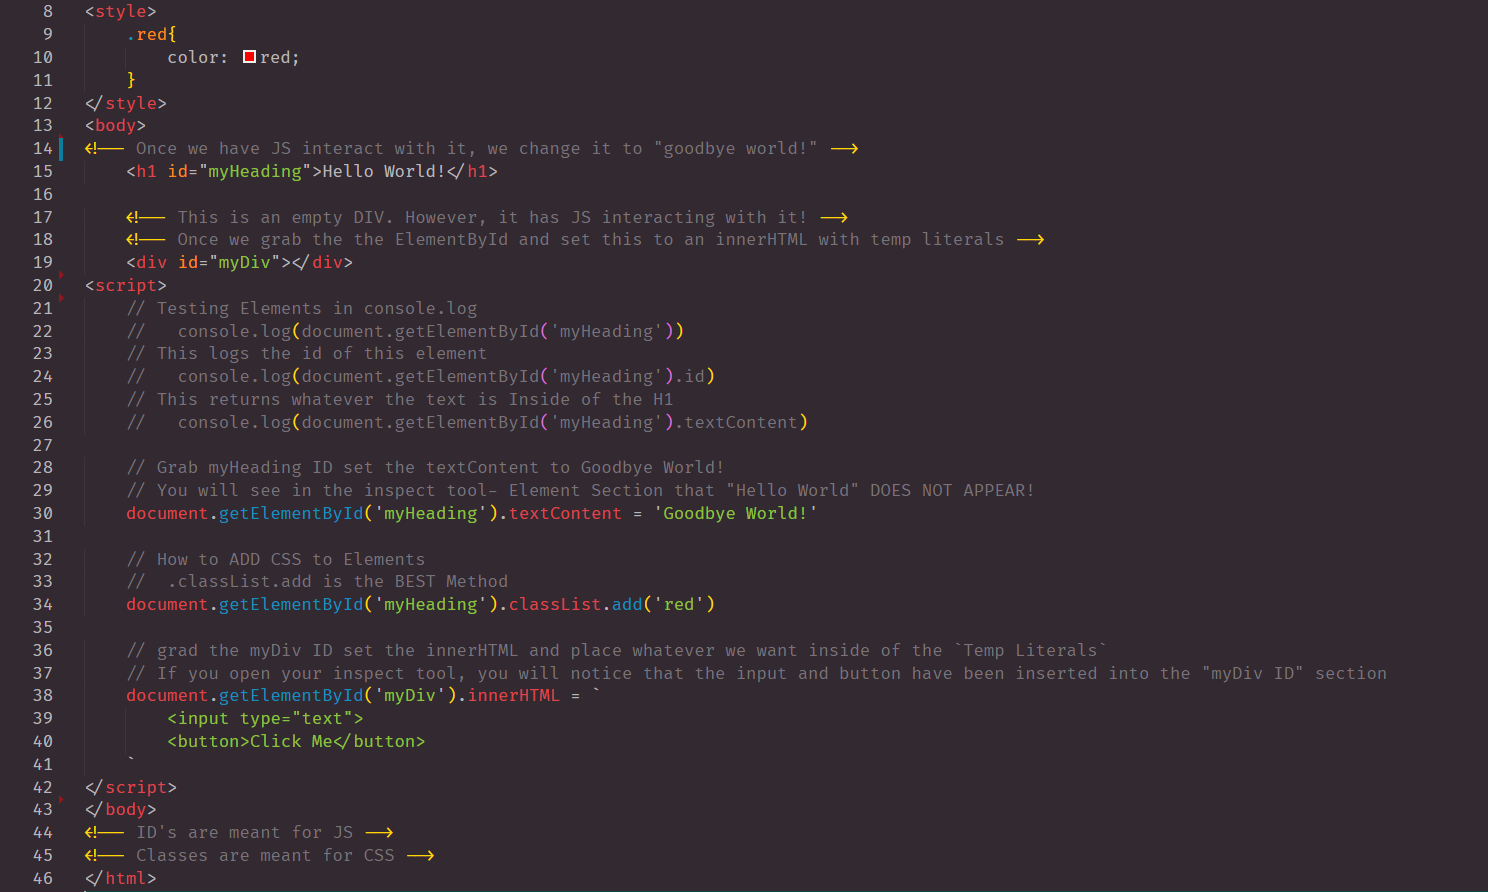 8 <style>
9     .red{
10         color: red;
11     }
12 </style>
13 <body>
14 <!-- Once we have JS interact with it, we change it to "goodbye world!" -->
15     <h1 id="myHeading">Hello World!</h1>
16
17     <!-- This is an empty DIV. However, it has JS interacting with it! -->
18     <!-- Once we grab the the ElementById and set this to an innerHTML with temp literals -->
19     <div id="myDiv"></div>
20 <script>
21     // Testing Elements in console.log
22     //   console.log(document.getElementById('myHeading'))
23     // This logs the id of this element
24     //   console.log(document.getElementById('myHeading').id)
25     // This returns whatever the text is Inside of the H1
26     //   console.log(document.getElementById('myHeading').textContent)
27
28     // Grab myHeading ID set the textContent to Goodbye World!
29     // You will see in the inspect tool- Element Section that "Hello World" DOES NOT APPEAR!
30     document.getElementById('myHeading').textContent = 'Goodbye World!'
31
32     // How to ADD CSS to Elements
33     //  .classList.add is the BEST Method
34     document.getElementById('myHeading').classList.add('red')
35
36     // grad the myDiv ID set the innerHTML and place whatever we want inside of the `Temp Literals`
37     // If you open your inspect tool, you will notice that the input and button have been inserted into the "myDiv ID" section
38     document.getElementById('myDiv').innerHTML = `
39         <input type="text">
40         <button>Click Me</button>
41     `
42 </script>
43 </body>
44 <!-- ID's are meant for JS -->
45 <!-- Classes are meant for CSS -->
46 </html>